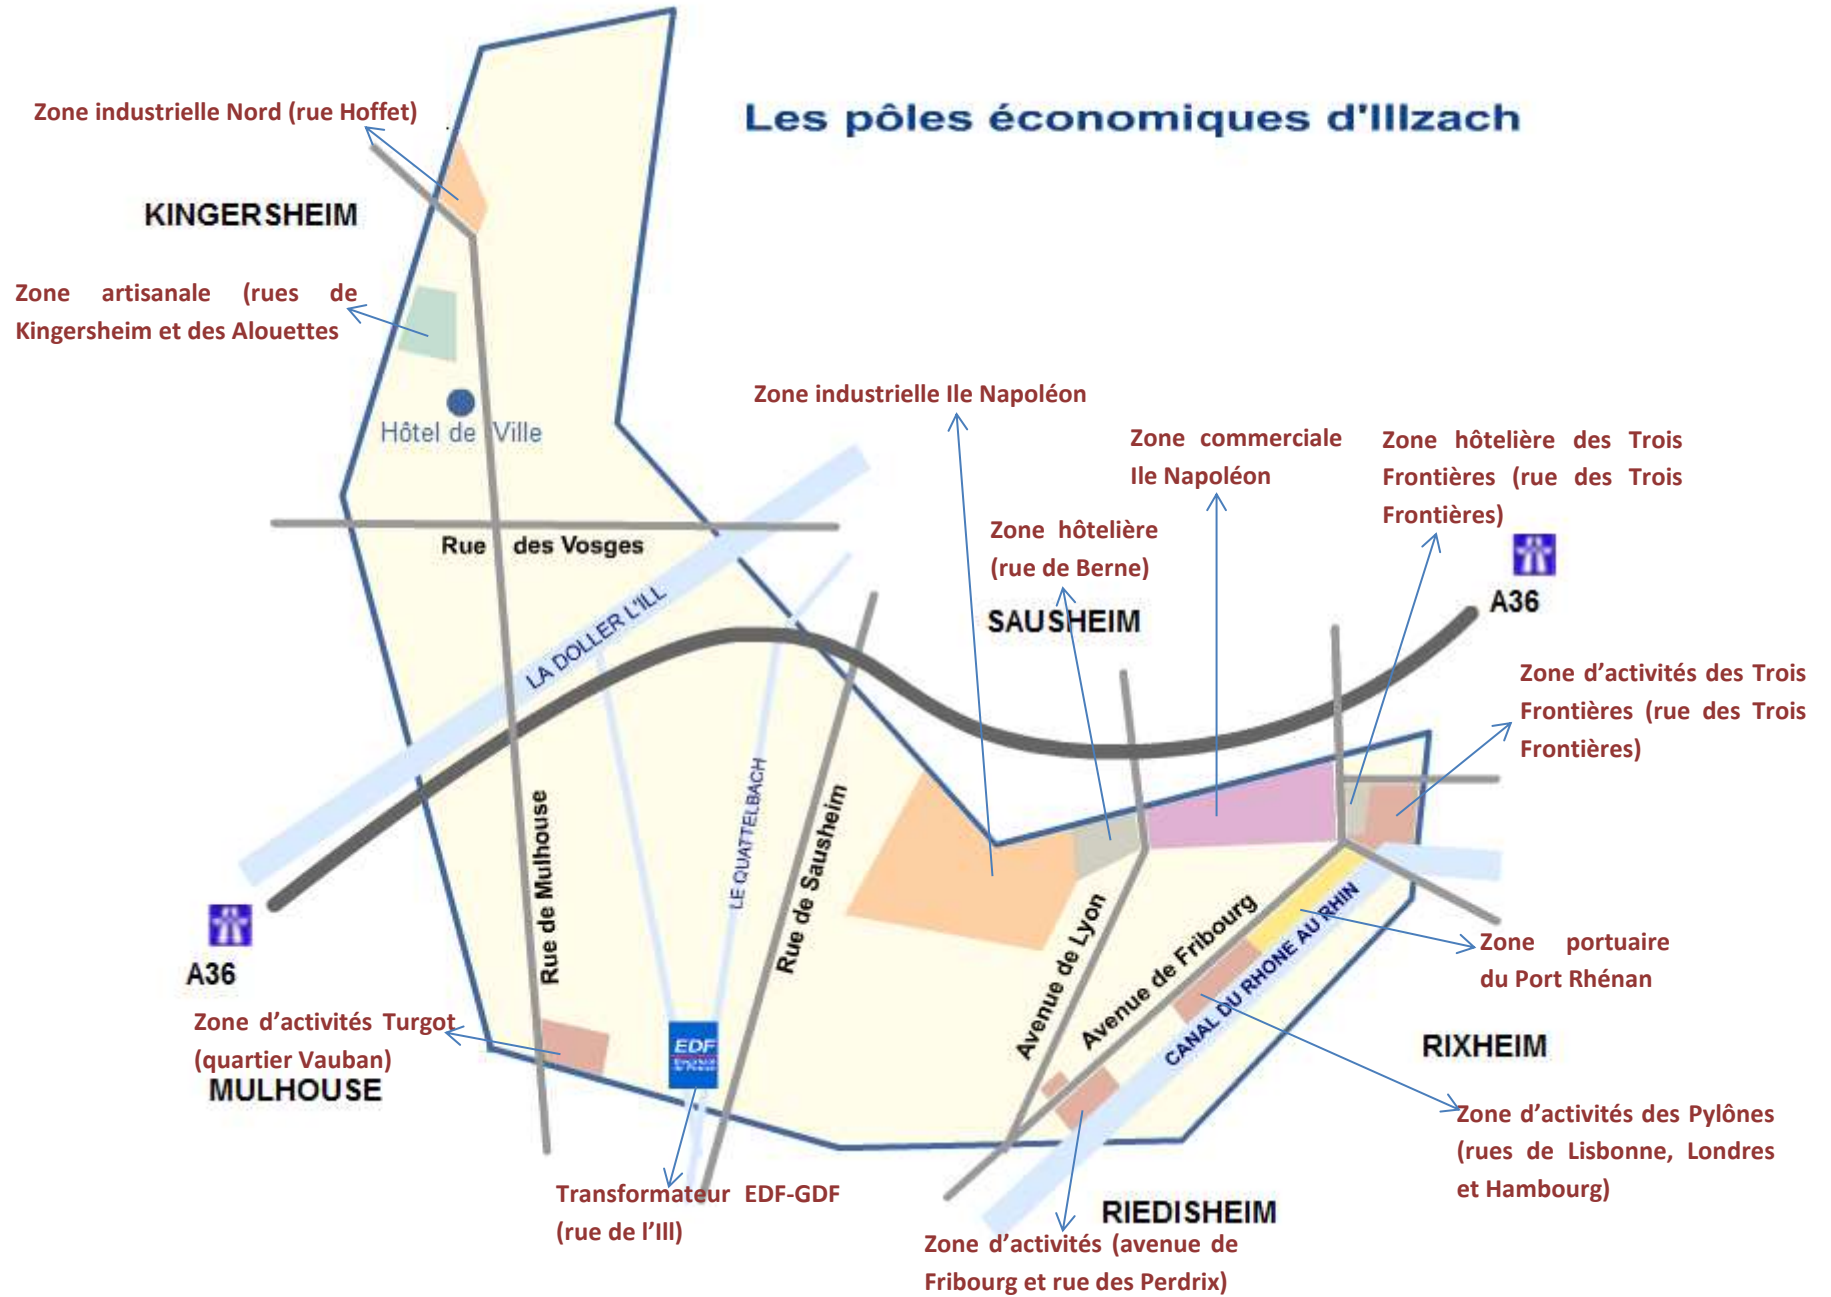 Les pôles économiques d'Illzach
Zone industrielle Nord (rue Hoffet)
KINGERSHEIM
Zone artisanale (rues de
Kingersheim et des Alouettes
Hôtel de Ville
Zone industrielle Ile Napoléon
Zone commerciale
Ile Napoléon
Zone hôtelière des Trois
Frontières (rue des Trois
Frontières)
Zone hôtelière
(rue de Berne)
Rue des Vosges
A36
SAUSHEIM
LA DOLLER L'ILL
Zone d'activités des Trois
Frontières (rue des Trois
Frontières)
Rue de Mulhouse
LE QUATTELBACH
Rue de Sausheim
Avenue de Lyon
Avenue de Fribourg
CANAL DU RHONE AU RHIN
A36
Zone portuaire
du Port Rhénan
Zone d'activités Turgot
(quartier Vauban)
MULHOUSE
EDF
RIXHEIM
Zone d'activités des Pylônes
(rues de Lisbonne, Londres
et Hambourg)
Transformateur EDF-GDF
(rue de l'Ill)
RIEDISHEIM
Zone d'activités (avenue de
Fribourg et rue des Perdrix)